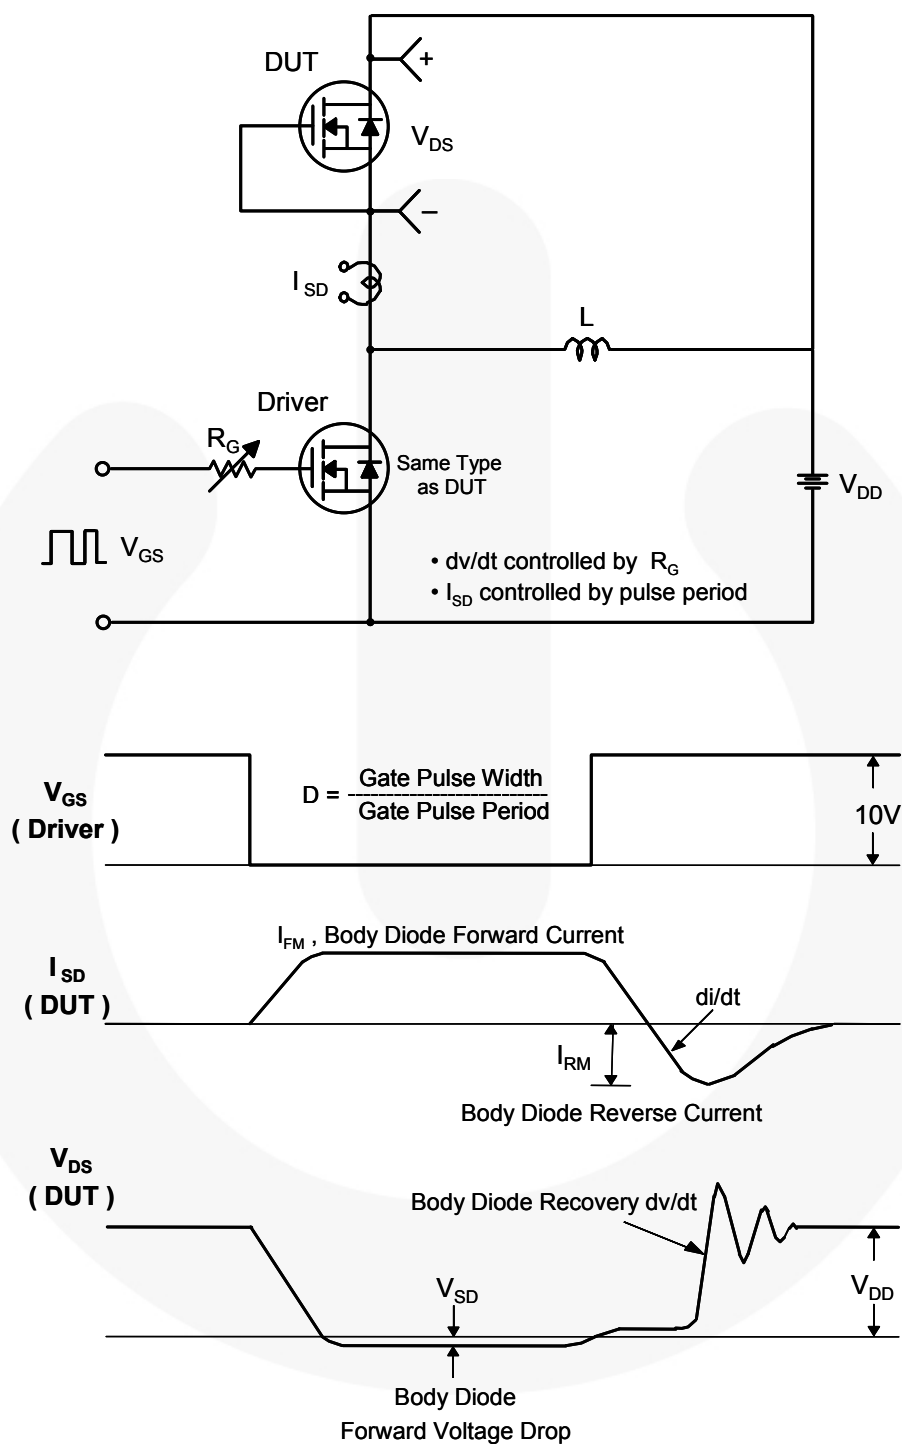 DUT
+
V_DS
−
I_SD
L
Driver
R_G
Same Type
as DUT
V_DD
V_GS
• dv/dt controlled by R_G
• I_SD controlled by pulse period
V_GS
( Driver )
D = Gate Pulse Width
Gate Pulse Period
10V
I_FM , Body Diode Forward Current
I_SD
( DUT )
di/dt
I_RM
Body Diode Reverse Current
V_DS
( DUT )
Body Diode Recovery dv/dt
V_SD
V_DD
Body Diode
Forward Voltage Drop